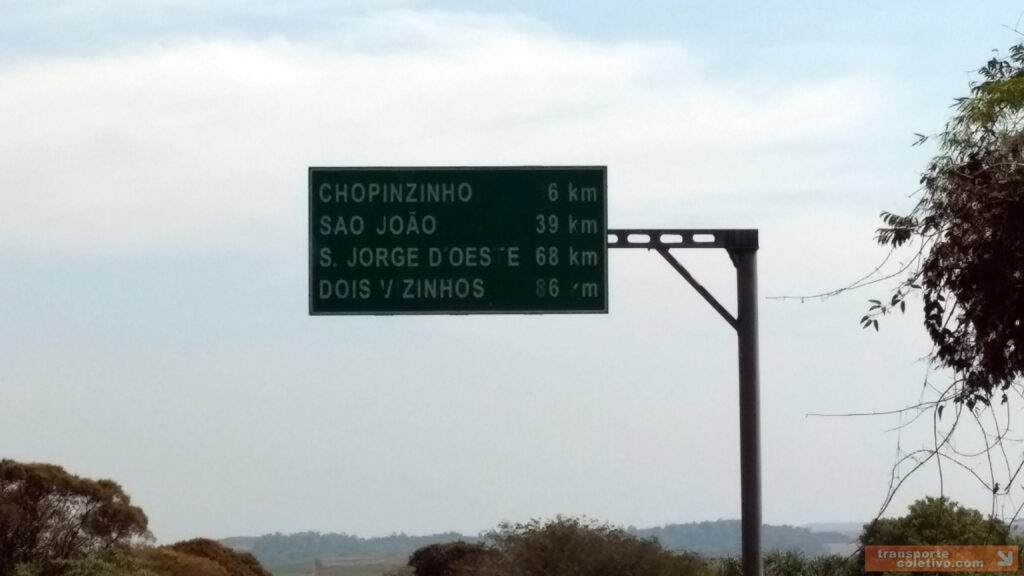 CHOPINZINHO 6 km
SAO JOÃO 39 km
S. JORGE D'OESTE 68 km
DOIS VIZINHOS 86 km
transporte
coletivo.com